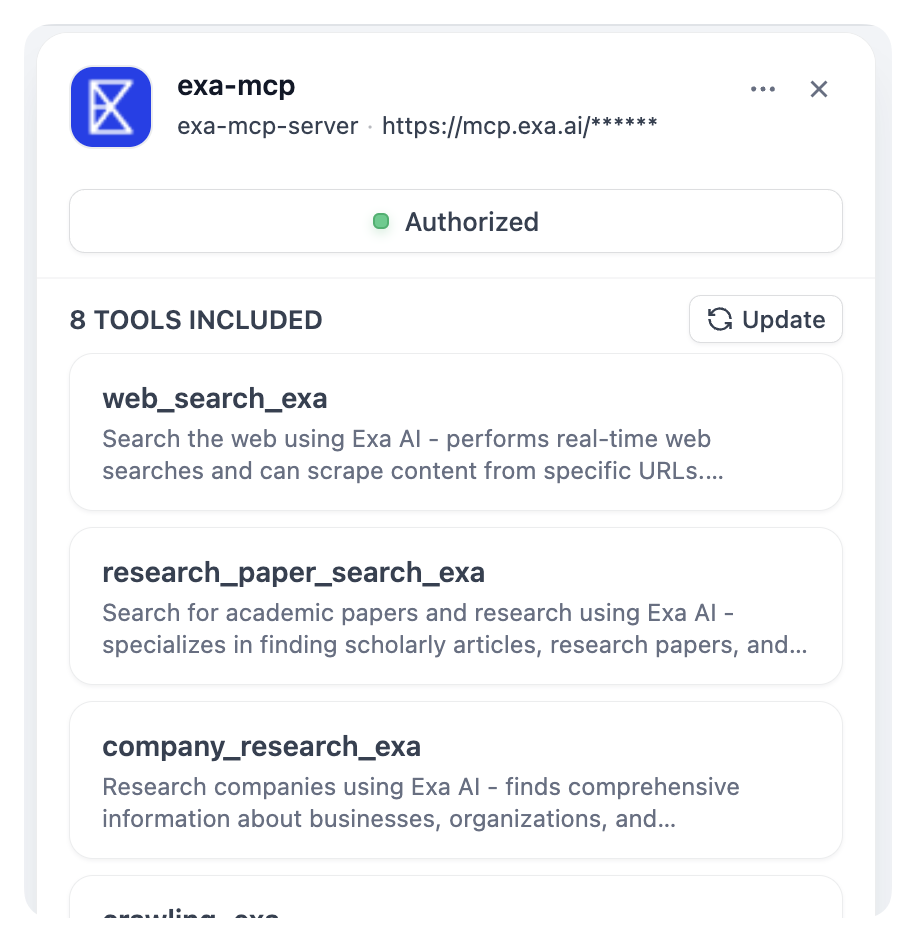 exa-mcp
exa-mcp-server · https://mcp.exa.ai/******
Authorized
8 TOOLS INCLUDED
Update
web_search_exa
Search the web using Exa AI - performs real-time web
searches and can scrape content from specific URLs....
research_paper_search_exa
Search for academic papers and research using Exa AI -
specializes in finding scholarly articles, research papers, and...
company_research_exa
Research companies using Exa AI - finds comprehensive
information about businesses, organizations, and...
crawling_exa